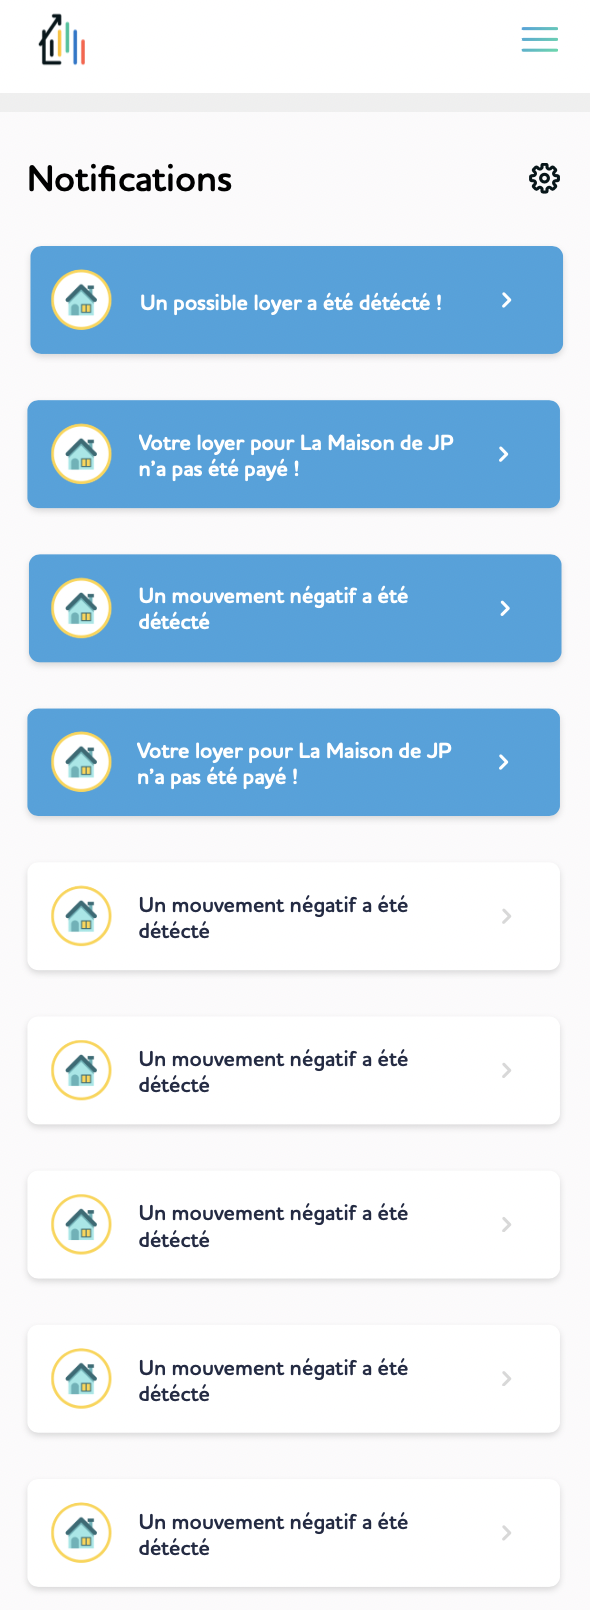 Notifications
Un possible loyer a été détécté !
Votre loyer pour La Maison de JP
n'a pas été payé !
Un mouvement négatif a été
détécté
Votre loyer pour La Maison de JP
n'a pas été payé !
Un mouvement négatif a été
détécté
Un mouvement négatif a été
détécté
Un mouvement négatif a été
détécté
Un mouvement négatif a été
détécté
Un mouvement négatif a été
détécté